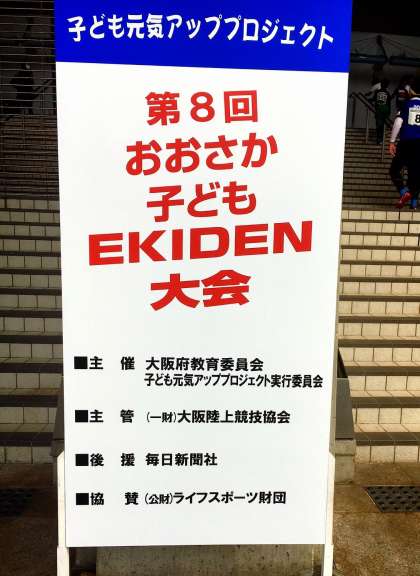 子ども元気アッププロジェクト
第8回
おおさか
子ども
EKIDEN
大会
■主 催 大阪府教育委員会
子ども元気アッププロジェクト実行委員会
■主 管 (一財)大阪陸上競技協会
■後 援 毎日新聞社
■協 賛 (公財)ライフスポーツ財団
8